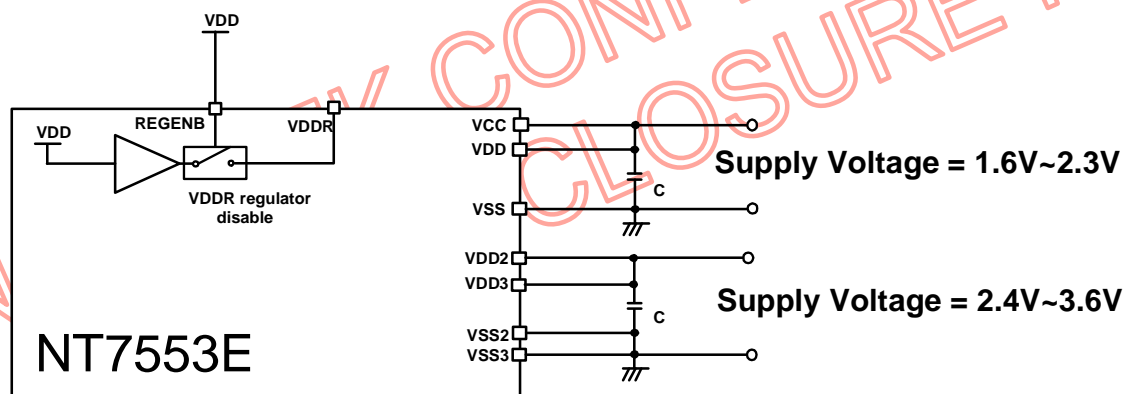 VDD
REGENB
VDDR
VDD
VDDR regulator
disable
VCC
VDD
C
VSS
Supply Voltage = 1.6V~2.3V
VDD2
VDD3
C
VSS2
VSS3
Supply Voltage = 2.4V~3.6V
NT7553E
CLOSURE